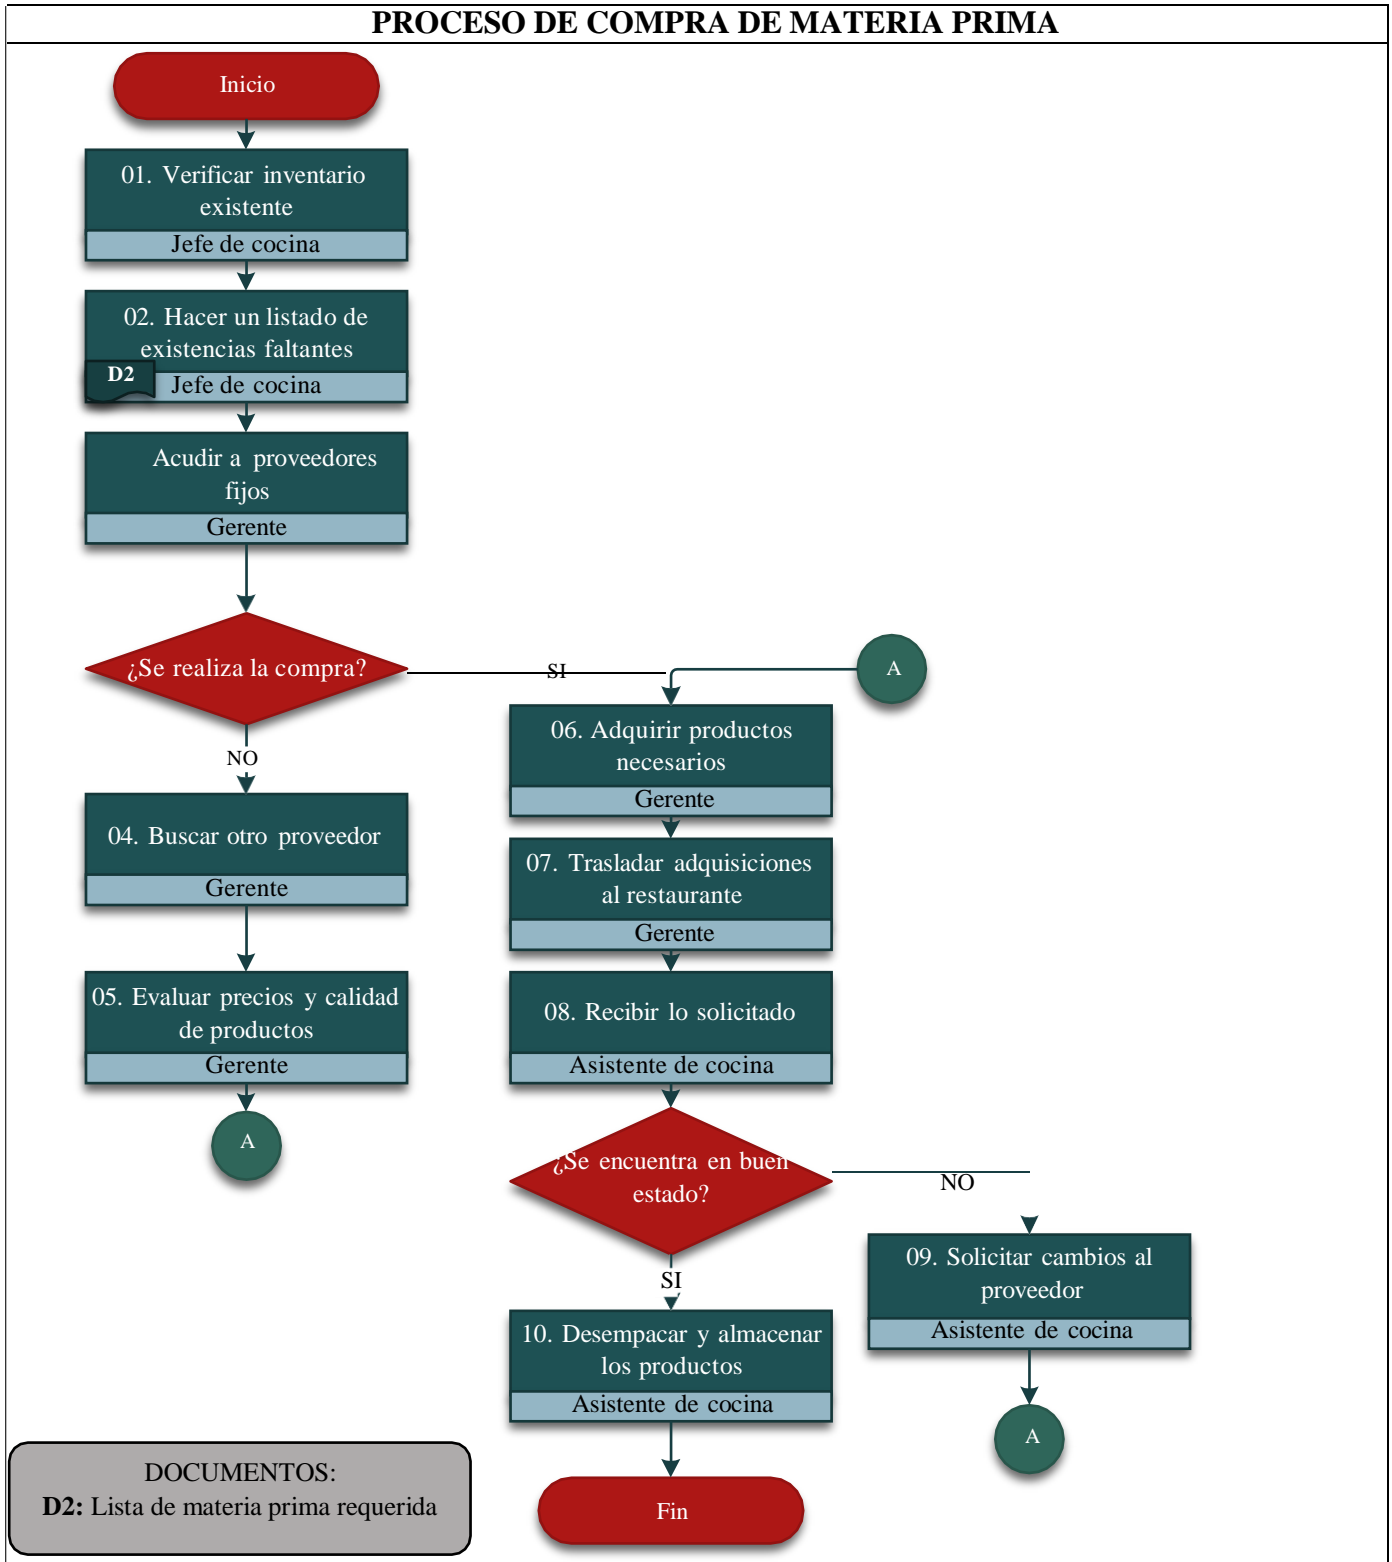 PROCESO DE COMPRA DE MATERIA PRIMA
Inicio
01. Verificar inventario
existente
Jefe de cocina
02. Hacer un listado de
existencias faltantes
D2
Jefe de cocina
Acudir a proveedores
fijos
Gerente
¿Se realiza la compra?
SI
A
NO
04. Buscar otro proveedor
Gerente
05. Evaluar precios y calidad
de productos
Gerente
A
06. Adquirir productos
necesarios
Gerente
07. Trasladar adquisiciones
al restaurante
Gerente
08. Recibir lo solicitado
Asistente de cocina
¿Se encuentra en buen
estado?
NO
SI
09. Solicitar cambios al
proveedor
Asistente de cocina
A
10. Desempacar y almacenar
los productos
Asistente de cocina
Fin
DOCUMENTOS:
D2: Lista de materia prima requerida